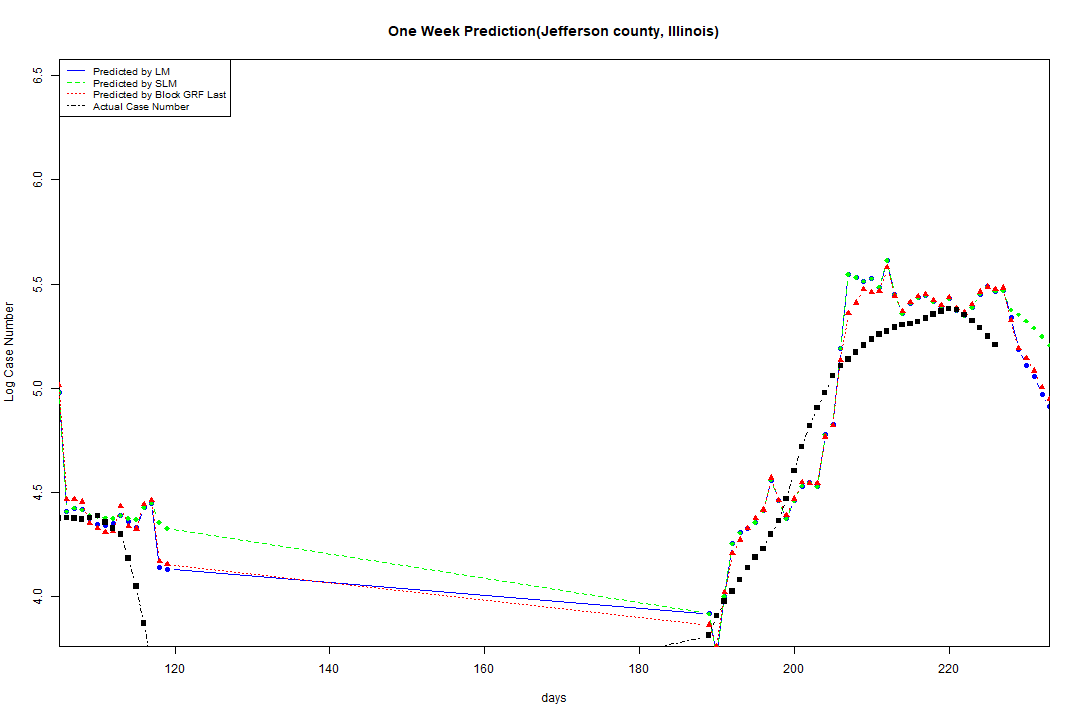 One Week Prediction(Jefferson county, Illinois)
Predicted by LM
Predicted by SLM
Predicted by Block GRF Last
Actual Case Number
6.5
6.0
5.5
5.0
4.5
4.0
Log Case Number
120 140 160 180 200 220
days